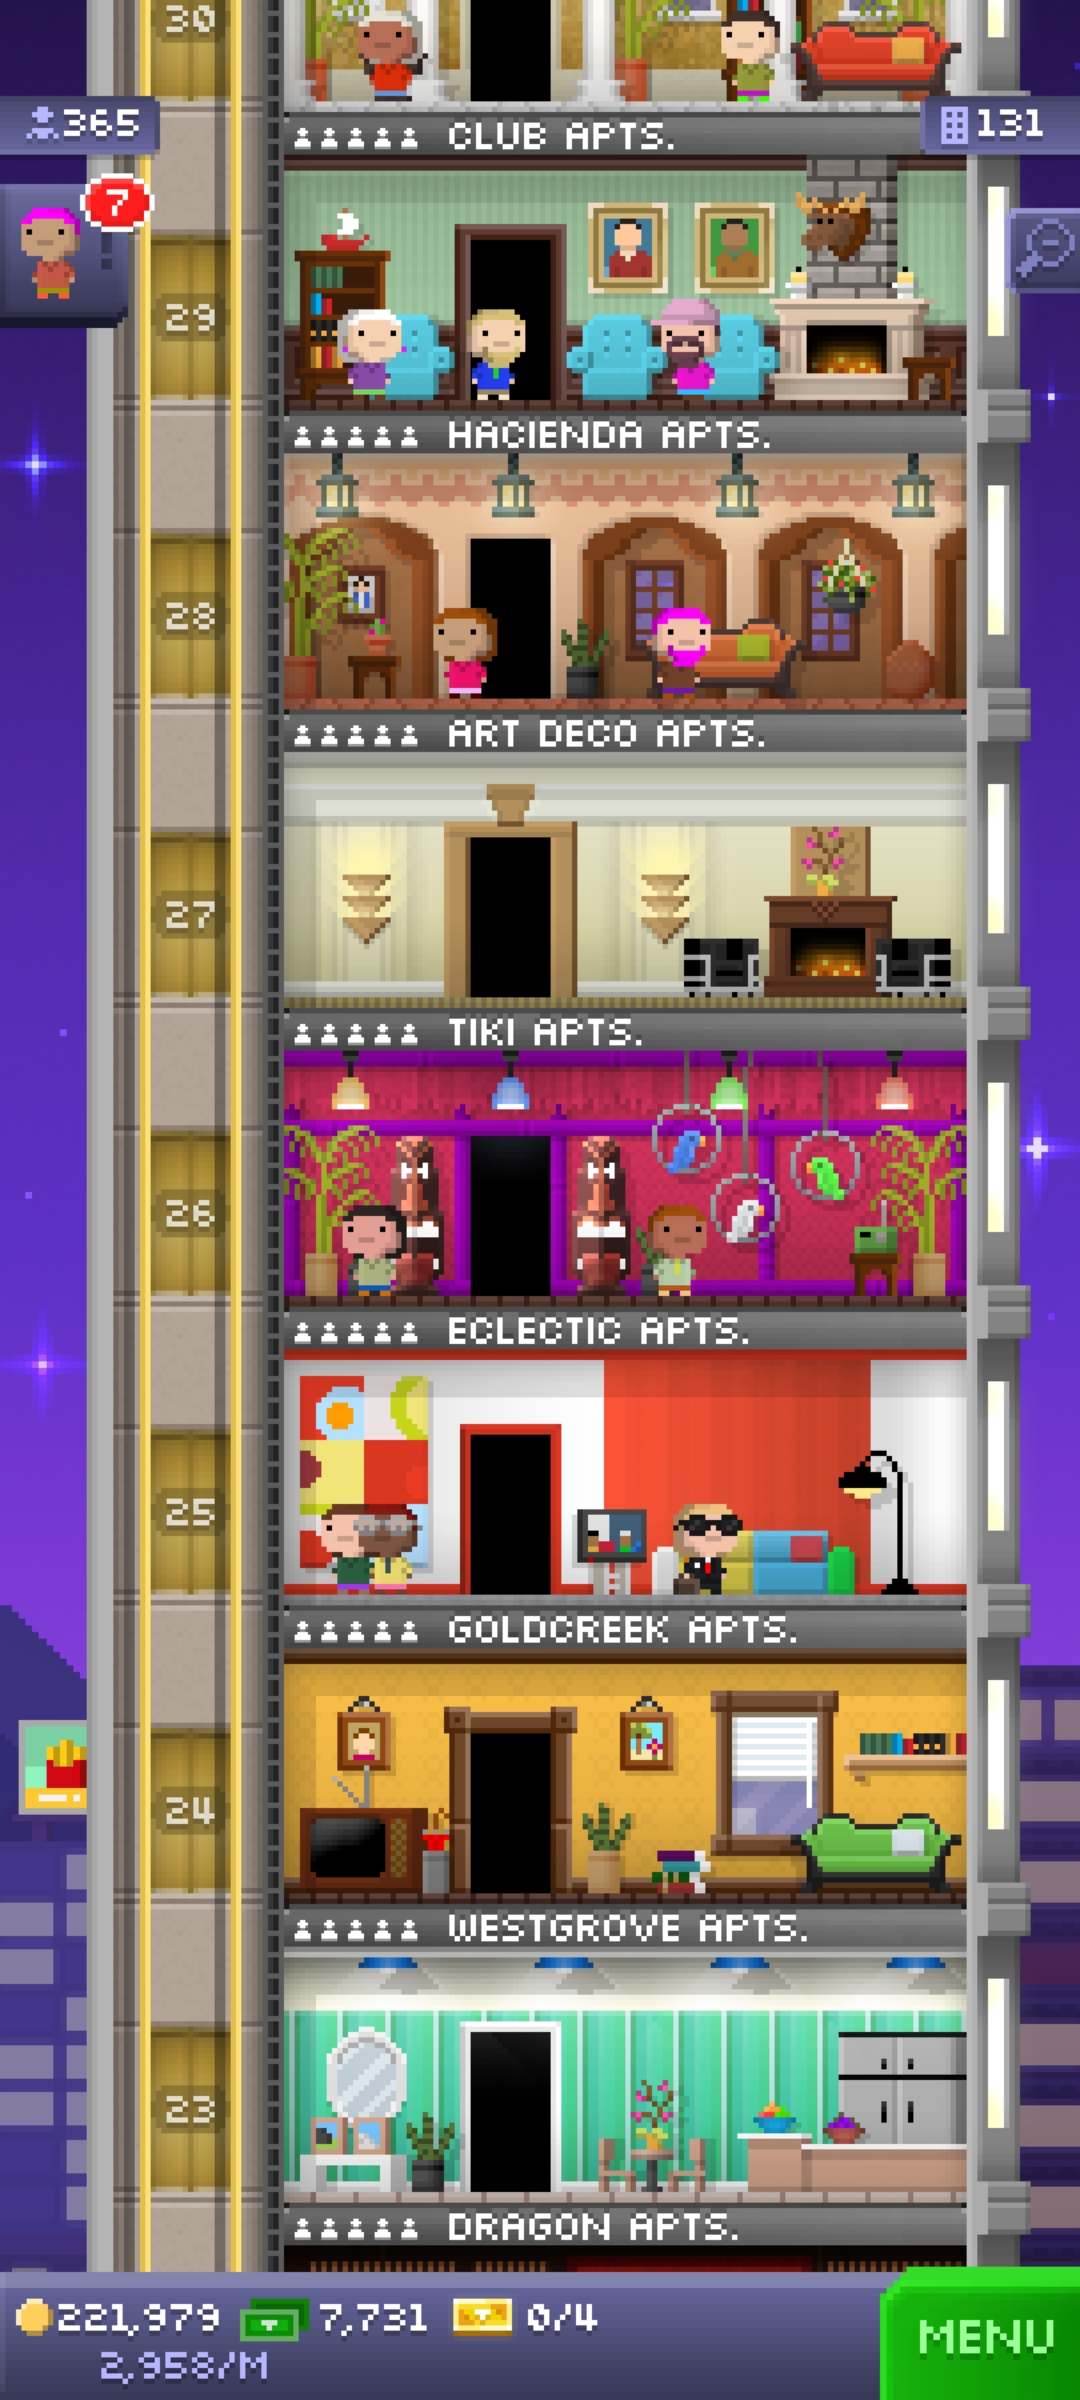 30
365
131
CLUB APTS.
7
29
HACIENDA APTS.
28
ART DECO APTS.
27
TIKI APTS.
26
ECLECTIC APTS.
25
GOLDCREEK APTS.
24
WESTGROVE APTS.
23
DRAGON APTS.
221,979 7,731 0/4
2,958/M
MENU